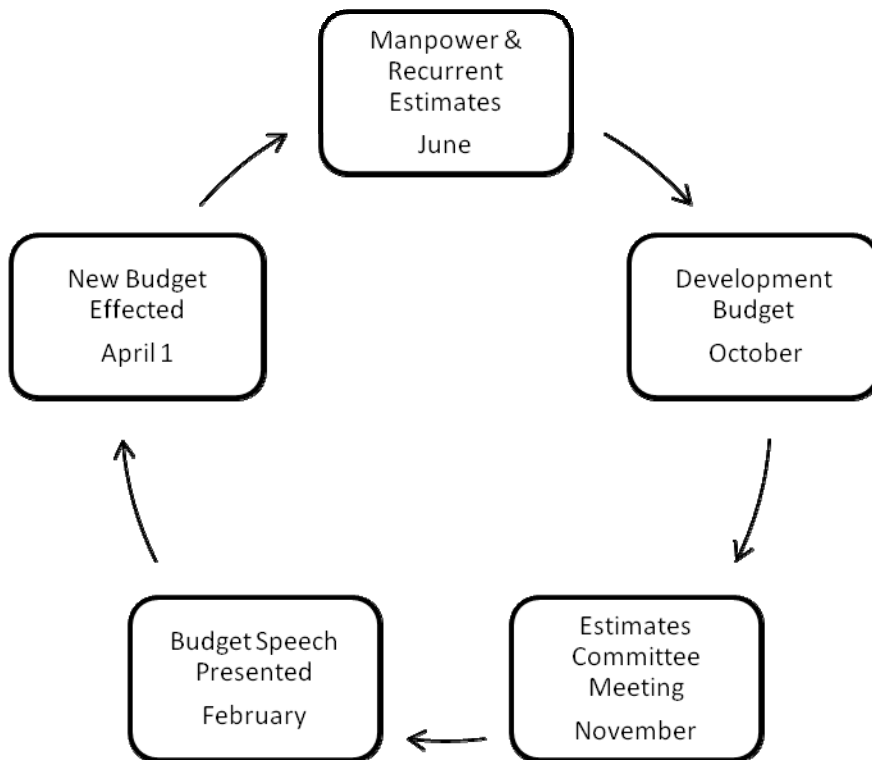 Manpower &
Recurrent
Estimates
June
Development
Budget
October
Estimates
Committee
Meeting
November
Budget Speech
Presented
February
New Budget
Effected
April 1